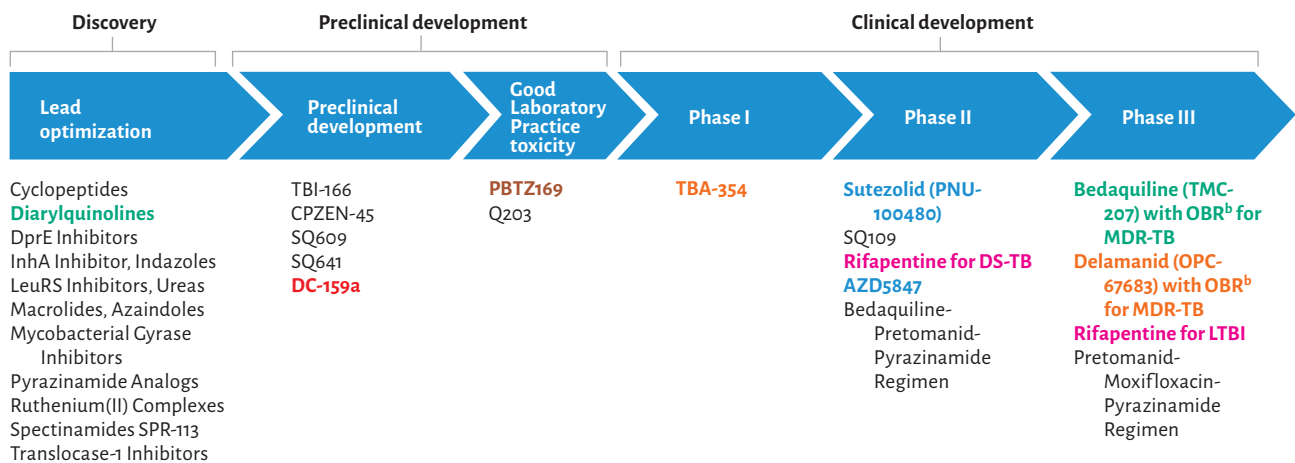 Discovery
Preclinical development
Clinical development
Lead
optimization
Preclinical
development
Good
Laboratory
Practice
toxicity
Phase I
Phase II
Phase III
Cyclopeptides
Diarylquinolines
DprE Inhibitors
InhA Inhibitor, Indazoles
LeuRS Inhibitors, Ureas
Macrolides, Azaindoles
Mycobacterial Gyrase
Inhibitors
Pyrazinamide Analogs
Ruthenium(II) Complexes
Spectinamides SPR-113
Translocase-1 Inhibitors
TBI-166
CPZEN-45
SQ609
SQ641
DC-159a
PBTZ169
Q203
TBA-354
Sutezolid (PNU-
100480)
SQ109
Rifapentine for DS-TB
AZD5847
Bedaquiline-
Pretomanid-
Pyrazinamide
Regimen
Bedaquiline (TMC-
207) with OBRᵇ for
MDR-TB
Delamanid (OPC-
67683) with OBRᵇ
for MDR-TB
Rifapentine for LTBI
Pretomanid-
Moxifloxacin-
Pyrazinamide
Regimen